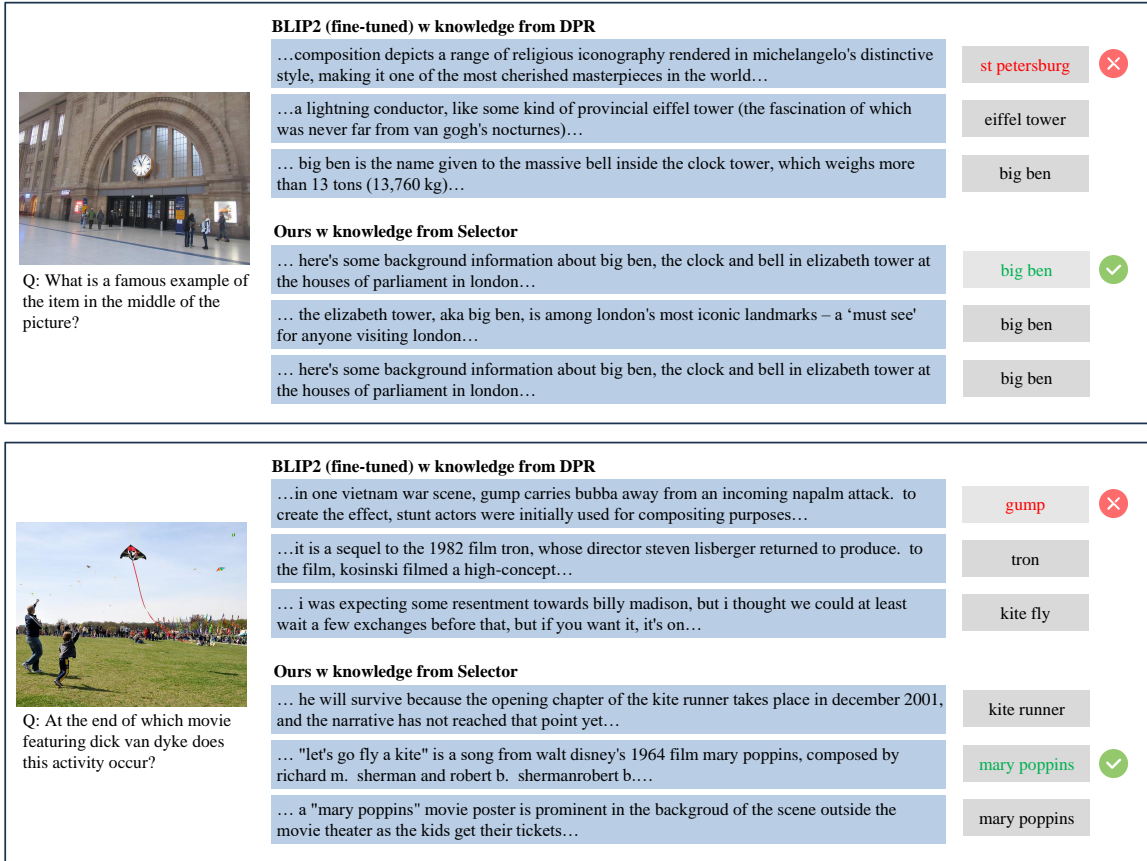 BLIP2 (fine-tuned) w knowledge from DPR
…composition depicts a range of religious iconography rendered in michelangelo's distinctive
style, making it one of the most cherished masterpieces in the world…
st petersburg
…a lightning conductor, like some kind of provincial eiffel tower (the fascination of which
was never far from van gogh's nocturnes)…
eiffel tower
… big ben is the name given to the massive bell inside the clock tower, which weighs more
than 13 tons (13,760 kg)…
big ben
Q: What is a famous example of
the item in the middle of the
picture?
Ours w knowledge from Selector
… here's some background information about big ben, the clock and bell in elizabeth tower at
the houses of parliament in london…
big ben
… the elizabeth tower, aka big ben, is among london's most iconic landmarks – a ‘must see'
for anyone visiting london…
big ben
… here's some background information about big ben, the clock and bell in elizabeth tower at
the houses of parliament in london…
big ben
BLIP2 (fine-tuned) w knowledge from DPR
…in one vietnam war scene, gump carries bubba away from an incoming napalm attack.  to
create the effect, stunt actors were initially used for compositing purposes…
gump
…it is a sequel to the 1982 film tron, whose director steven lisberger returned to produce.  to
the film, kosinski filmed a high-concept…
tron
… i was expecting some resentment towards billy madison, but i thought we could at least
wait a few exchanges before that, but if you want it, it's on…
kite fly
Q: At the end of which movie
featuring dick van dyke does
this activity occur?
Ours w knowledge from Selector
… he will survive because the opening chapter of the kite runner takes place in december 2001,
and the narrative has not reached that point yet…
kite runner
… "let's go fly a kite" is a song from walt disney's 1964 film mary poppins, composed by
richard m.  sherman and robert b.  shermanrobert b.…
mary poppins
… a "mary poppins" movie poster is prominent in the backgroud of the scene outside the
movie theater as the kids get their tickets…
mary poppins